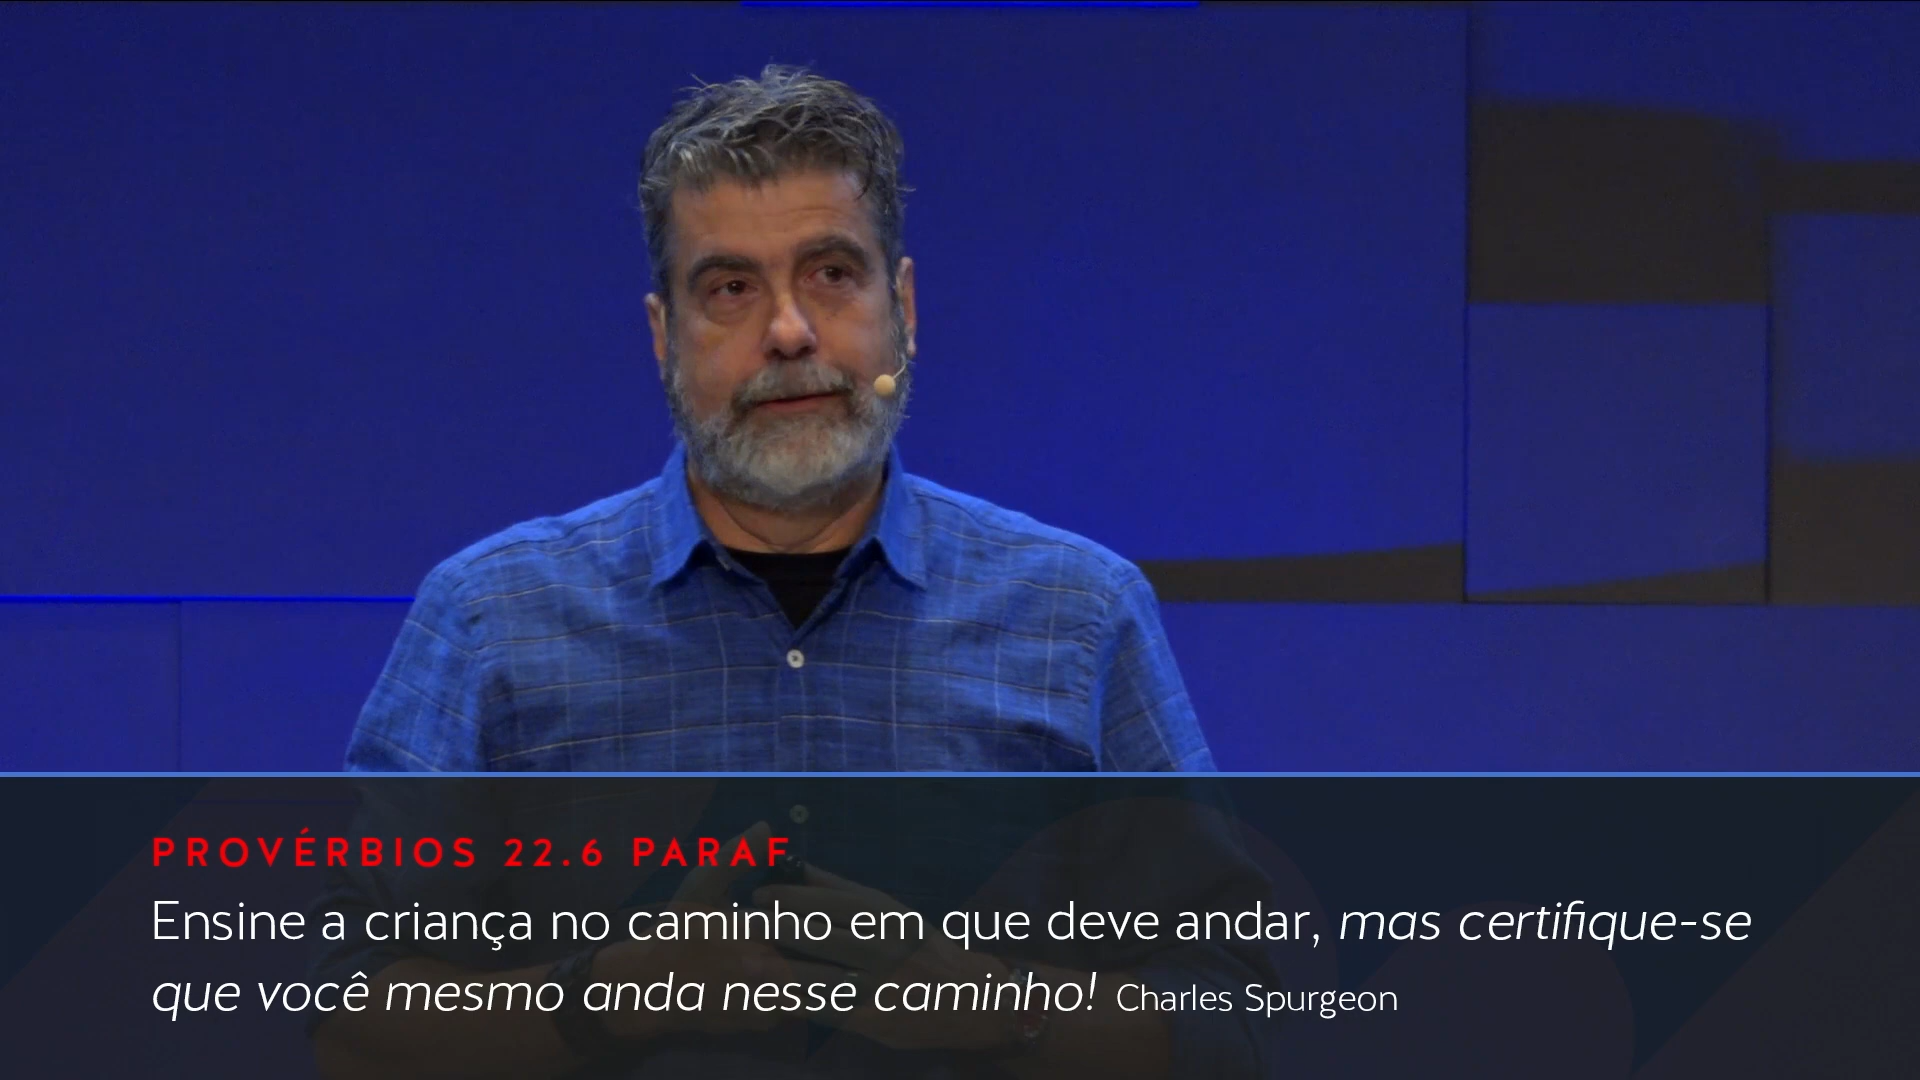 PROVÉRBIOS 22.6 PARAF
Ensine a criança no caminho em que deve andar, mas certifique-se
que você mesmo anda nesse caminho! Charles Spurgeon